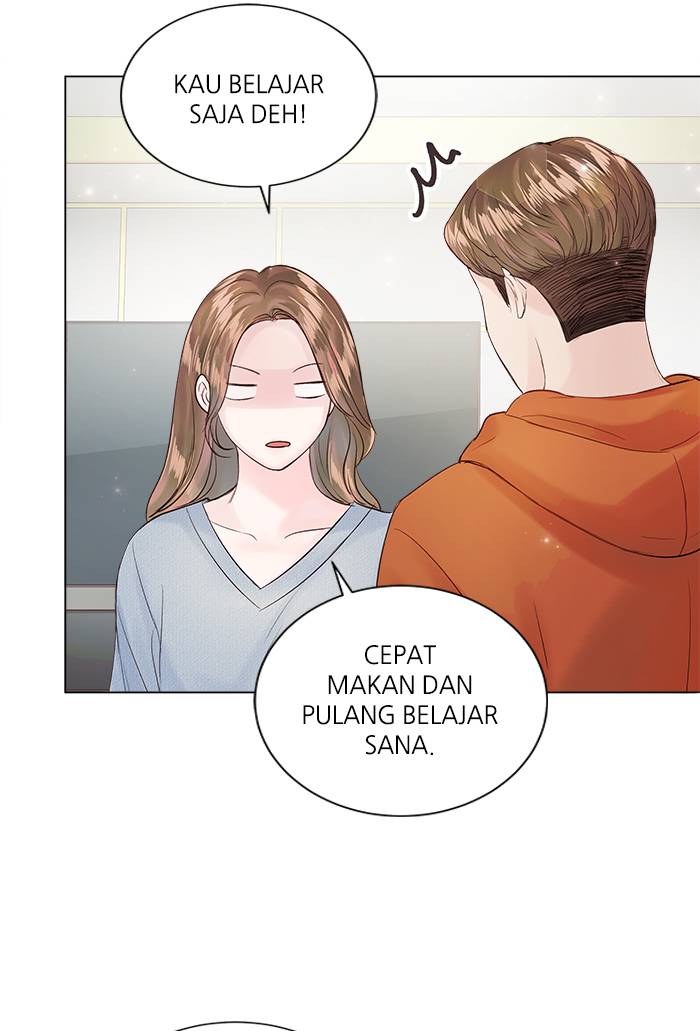 KAU BELAJAR
SAJA DEH!
CEPAT
MAKAN DAN
PULANG BELAJAR
SANA.